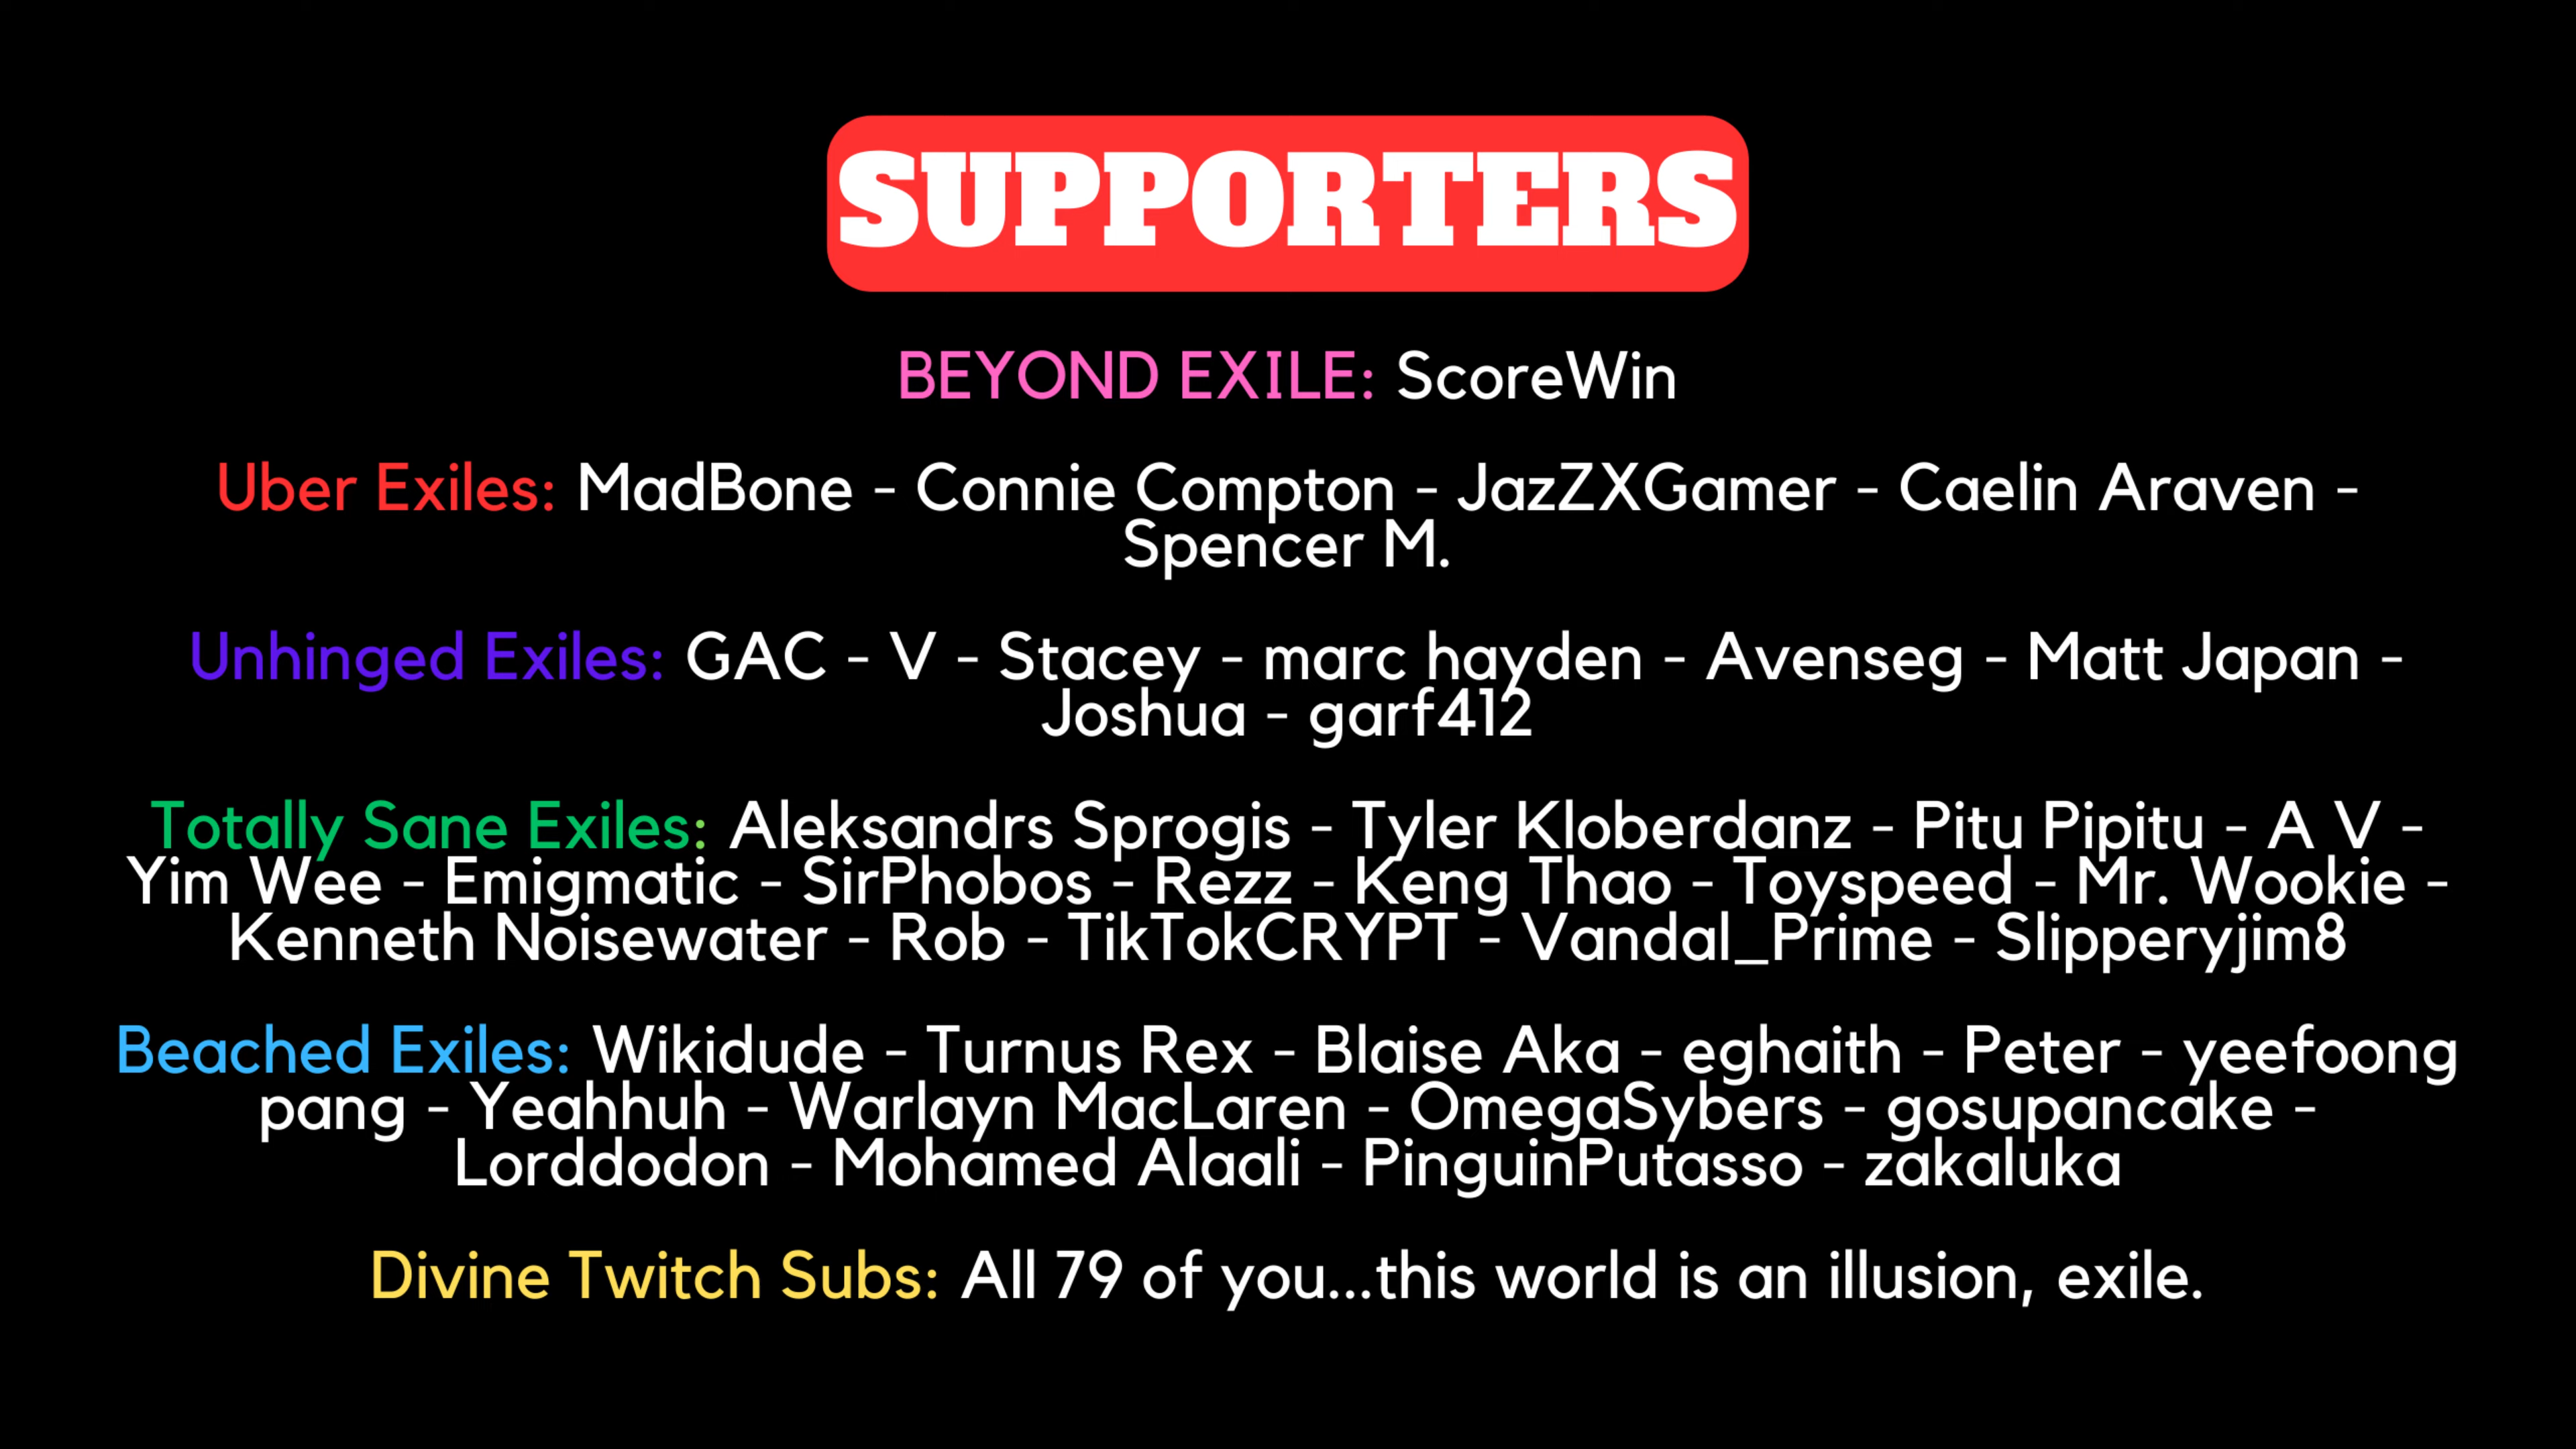 SUPPORTERS
BEYOND EXILE: ScoreWin
Uber Exiles: MadBone - Connie Compton - JazZXGamer - Caelin Araven -
Spencer M.
Unhinged Exiles: GAC - V - Stacey - marc hayden - Avenseg - Matt Japan -
Joshua - garf412
Totally Sane Exiles: Aleksandrs Sprogis - Tyler Kloberdanz - Pitu Pipitu - A V -
Yim Wee - Emigmatic - SirPhobos - Rezz - Keng Thao - Toyspeed - Mr. Wookie -
Kenneth Noisewater - Rob - TikTokCRYPT - Vandal_Prime - Slipperyjim8
Beached Exiles: Wikidude - Turnus Rex - Blaise Aka - eghaith - Peter - yeefoong
pang - Yeahhuh - Warlayn MacLaren - OmegaSybers - gosupancake -
Lorddodon - Mohamed Alaali - PinguinPutasso - zakaluka
Divine Twitch Subs: All 79 of you...this world is an illusion, exile.